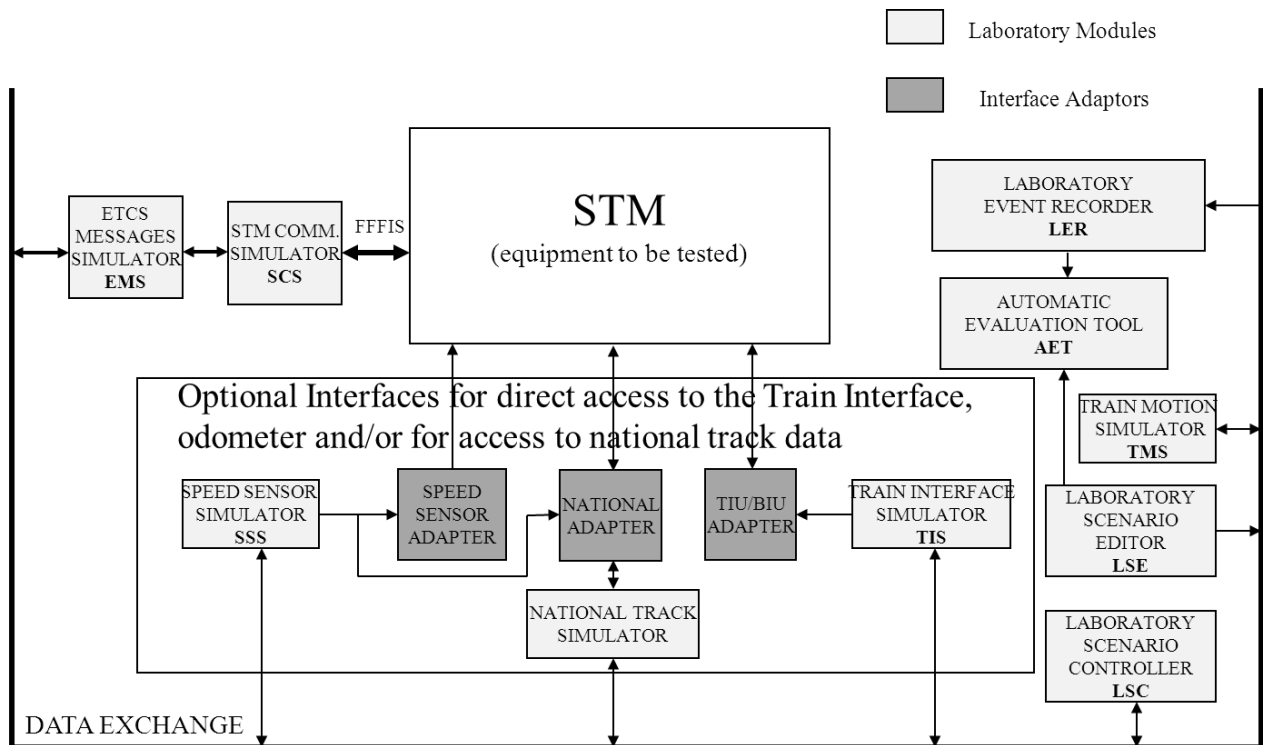 Laboratory Modules
Interface Adaptors
STM
(equipment to be tested)
ETCS
MESSAGES
SIMULATOR
EMS
STM COMM.
SIMULATOR
SCS
FFFIS
LABORATORY
EVENT RECORDER
LER
AUTOMATIC
EVALUATION TOOL
AET
Optional Interfaces for direct access to the Train Interface,
odometer and/or for access to national track data
TRAIN MOTION
SIMULATOR
TMS
SPEED SENSOR
SIMULATOR
SSS
SPEED
SENSOR
ADAPTER
NATIONAL
ADAPTER
TIU/BIU
ADAPTER
TRAIN INTERFACE
SIMULATOR
TIS
LABORATORY
SCENARIO
EDITOR
LSE
NATIONAL TRACK
SIMULATOR
LABORATORY
SCENARIO
CONTROLLER
LSC
DATA EXCHANGE